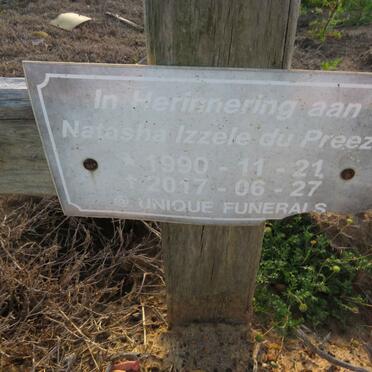 In Herinnering aan
Natasha Izzele du Preez
* 1990 - 11 - 21
† 2017 - 06 - 27
@ UNIQUE FUNERALS